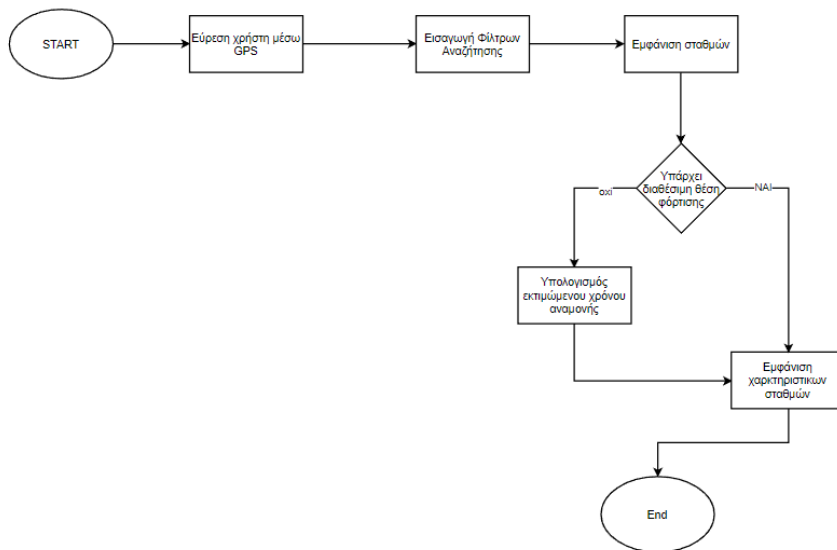 START
Εύρεση χρήστη μέσω
GPS
Εισαγωγή Φίλτρων
Αναζήτησης
Εμφάνιση σταθμών
Υπάρχει
διαθέσιμη θέση
φόρτισης
οχι
ΝΑΙ
Υπολογισμός
εκτιμώμενου χρόνου
αναμονής
Εμφάνιση
χαρκτηριστικων
σταθμών
End